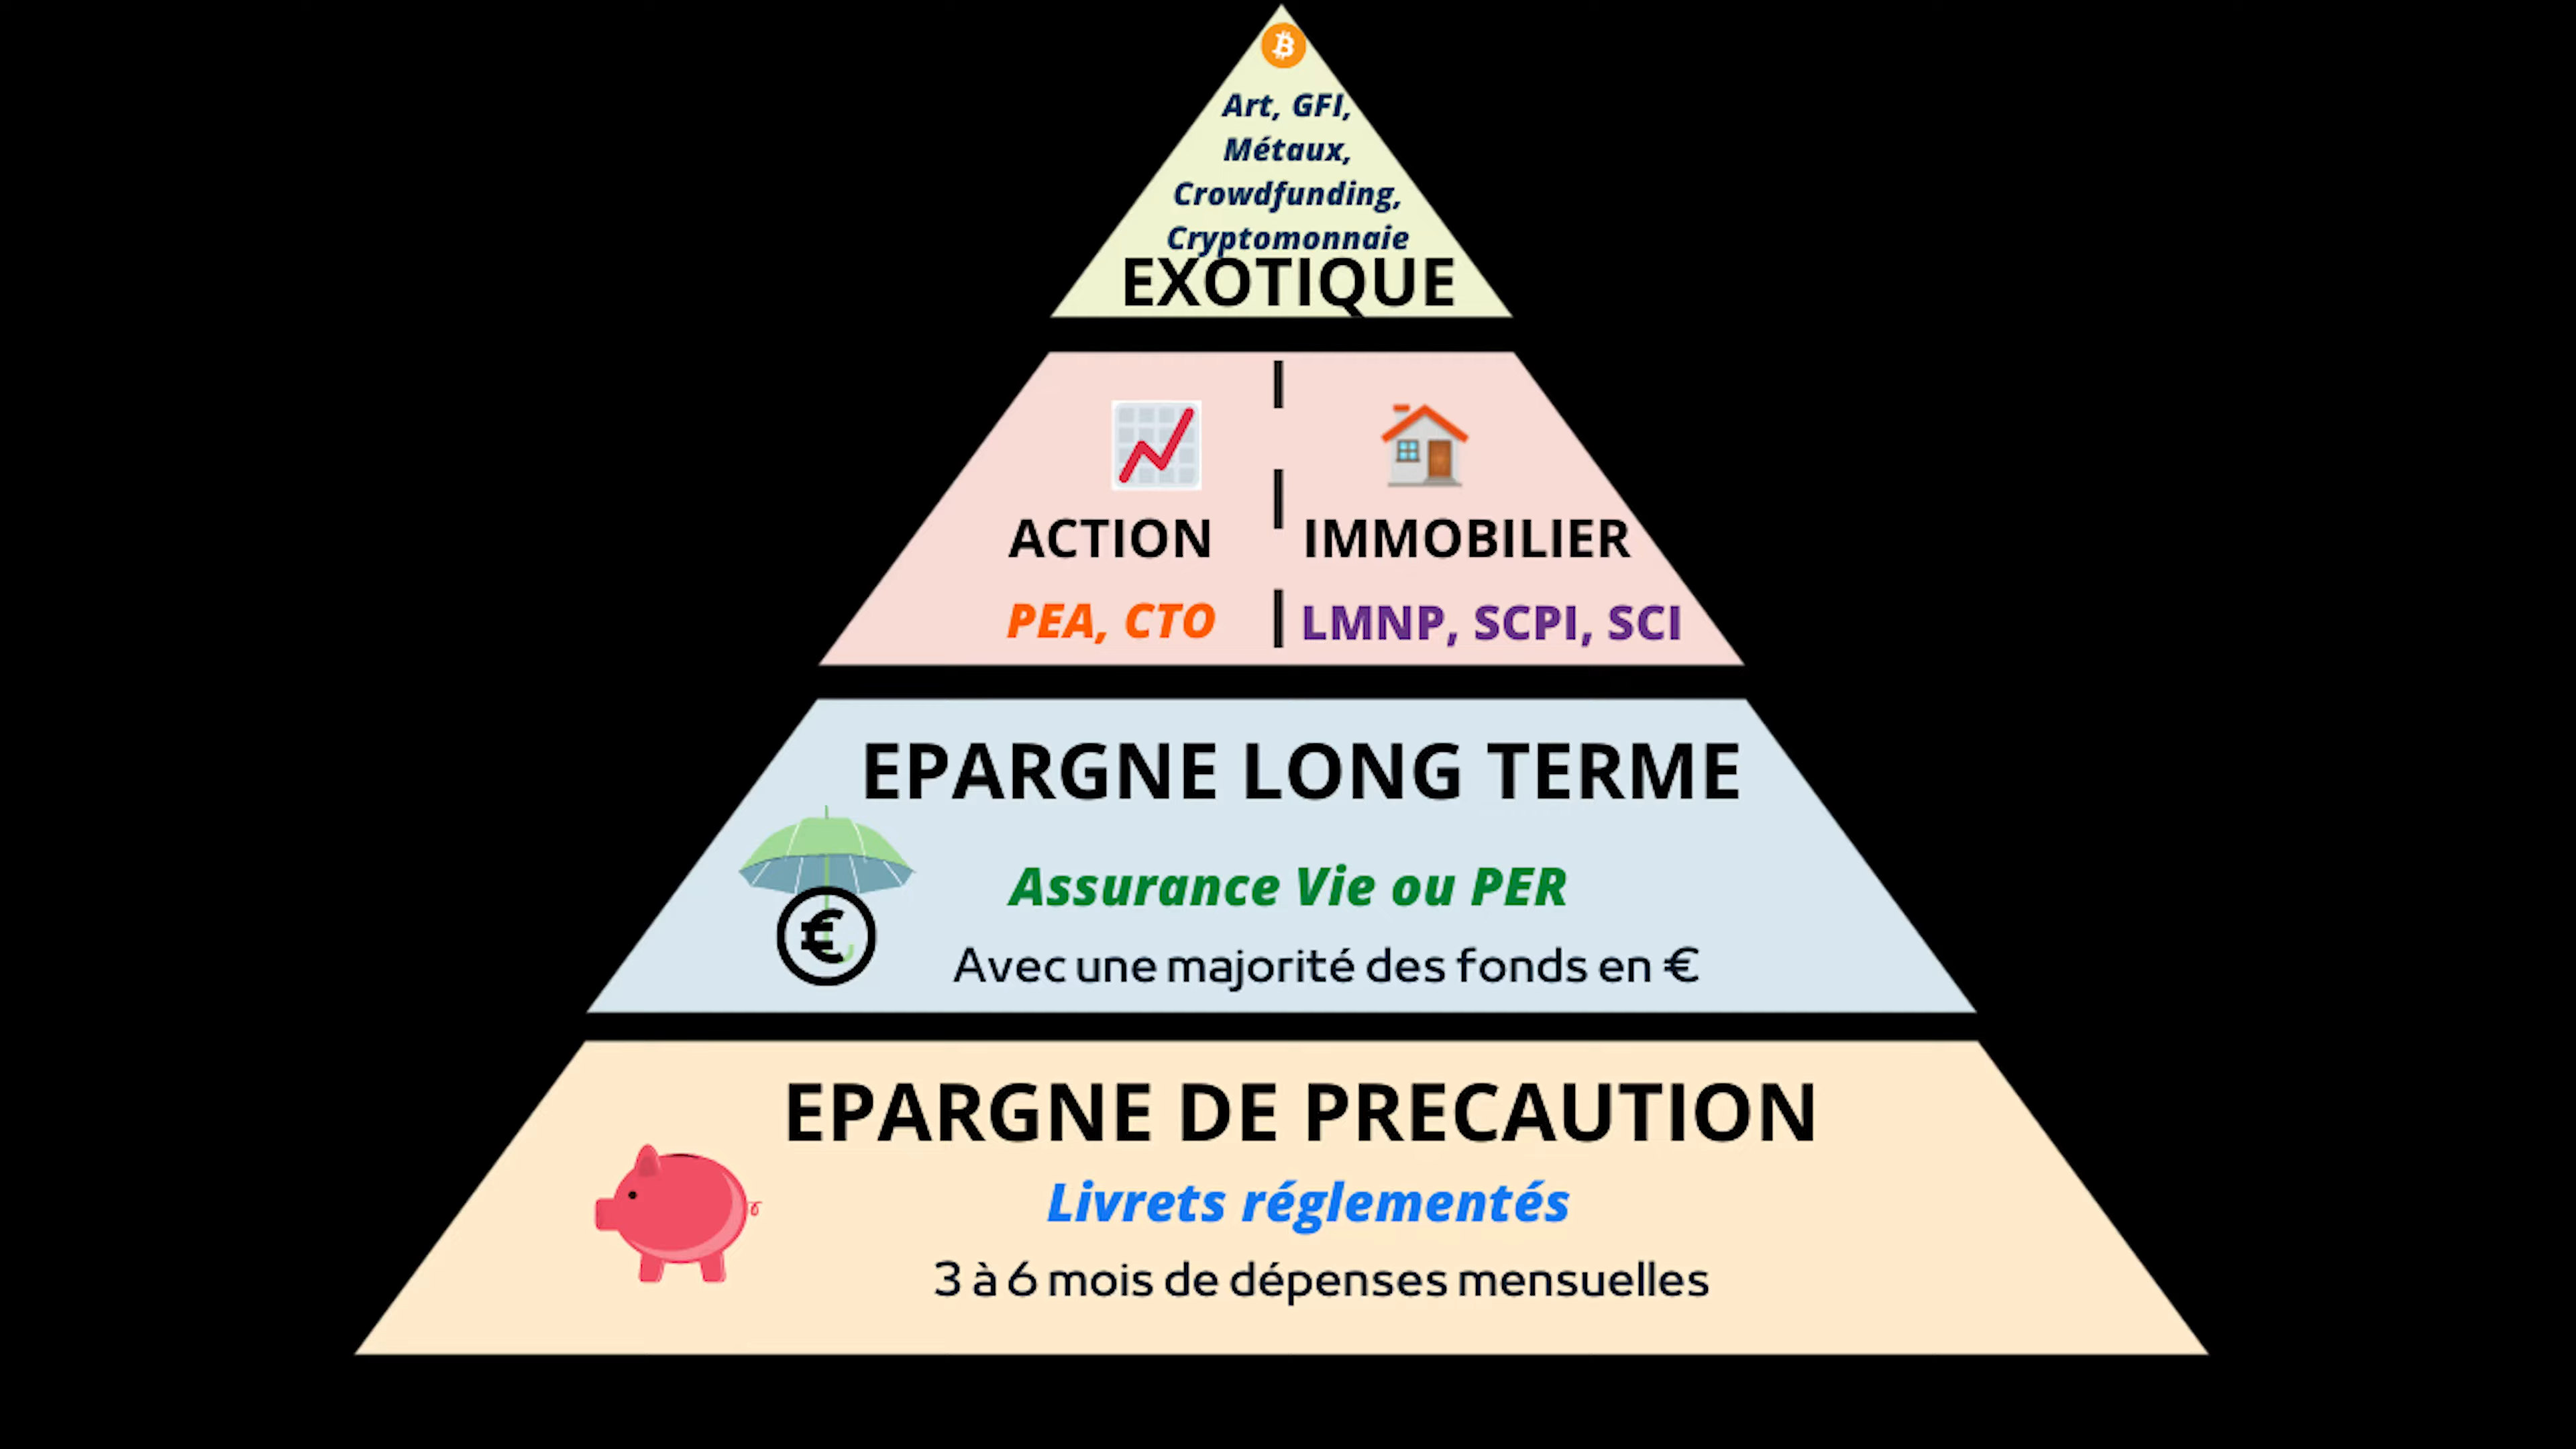 Art, GFI,
Métaux,
Crowdfunding,
Cryptomonnaie
EXOTIQUE
ACTION
IMMOBILIER
PEA, CTO
LMNP, SCPI, SCI
EPARGNE LONG TERME
Assurance Vie ou PER
€
Avec une majorité des fonds en €
EPARGNE DE PRECAUTION
Livrets réglementés
3 à 6 mois de dépenses mensuelles